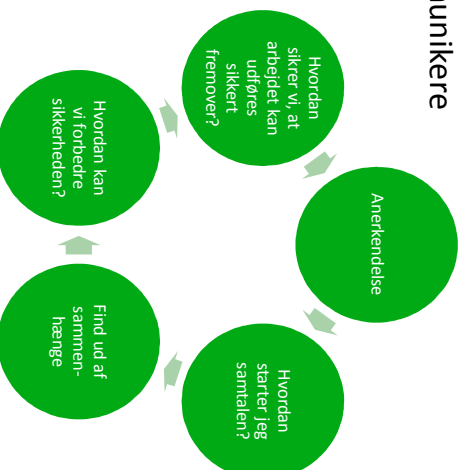 unikere
Anerkendelse
Hvordan
starter jeg
samtalen?
Find ud af
sammen-
hænge
Hvordan kan
vi forbedre
sikkerheden?
Hvordan
sikrer vi, at
arbejdet kan
udføres
sikkert
fremover?